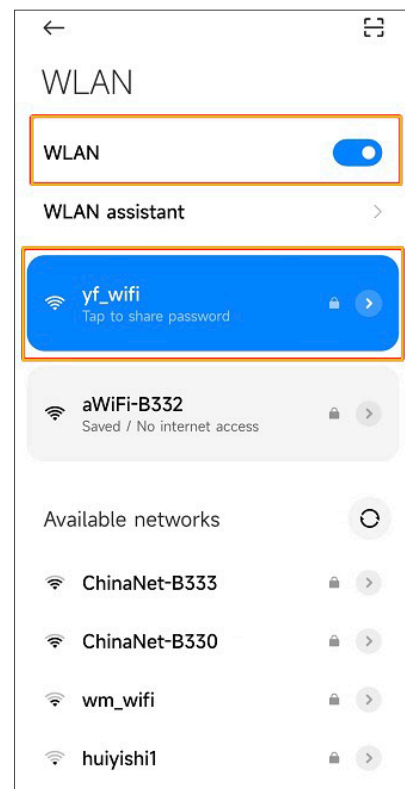 WLAN
WLAN
WLAN assistant
yf_wifi
Tap to share password
aWiFi-B332
Saved / No internet access
Available networks
ChinaNet-B333
ChinaNet-B330
wm_wifi
huiyishi1